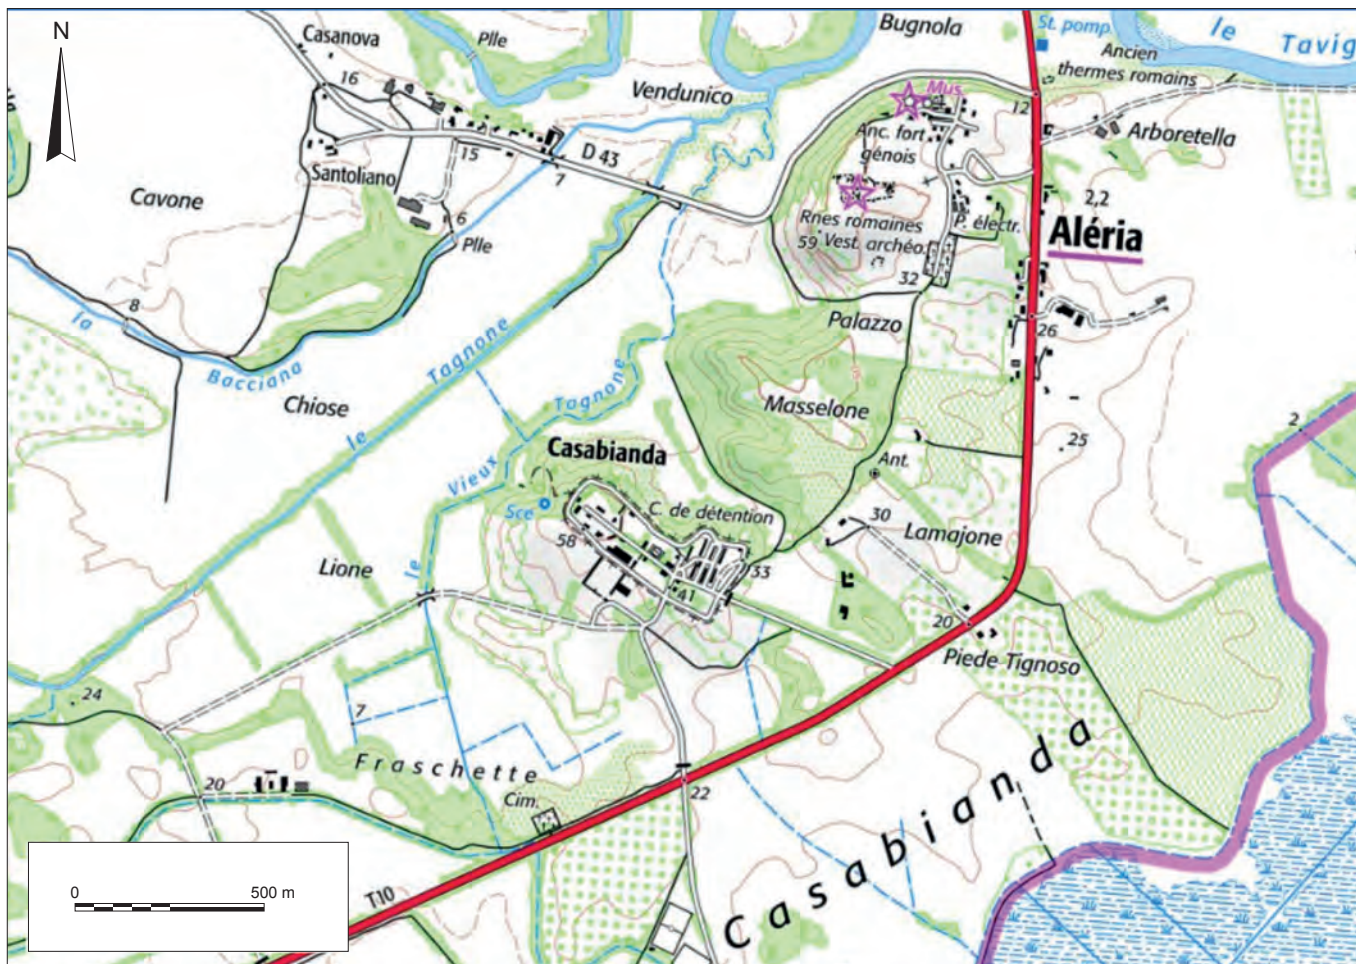 N
Casanova
Plle
Bugnola
St. pomp.
le Tavig
Ancien
thermes romains
16
Vendunico
Mus.
12
Anc. fort
génois
Arboretella
15
D 43
7
Santoliano
Cavone
6
Plle
2,2
Aléria
P. électr.
Rnes romaines
59 Vest. archéo.
32
8
la Bacciana
Palazzo
26
Chiose
le Tagnone
Masselone
25
2
le Vieux Tagnone
Casabianda
Ant.
Sce
C. de détention
30
Lamajone
58
33
Lione
41
20
Piede Tignoso
24
7
Fraschette
20
Cim.
22
Casabianda
T10
0 500 m